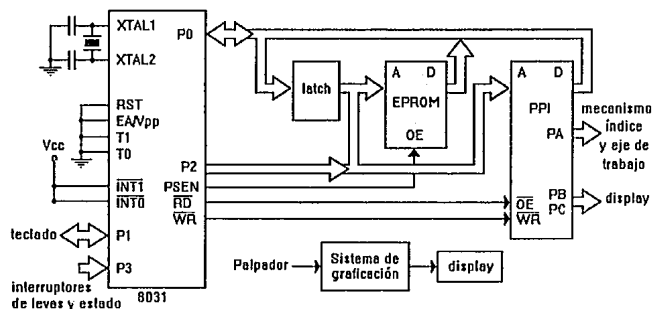 XTAL1
XTAL2
P0
latch
A D
EPROM
OE
A D
PPI
PA
mecanismo
índice
y eje de
trabajo
RST
EA/Vpp
T1
T0
Vcc
INT1
INT0
P2
PSEN
RD
WR
PB
PC
display
OE
WR
teclado
P1
P3
interruptores
de levas y estado
8031
Palpador
Sistema de
graficación
display